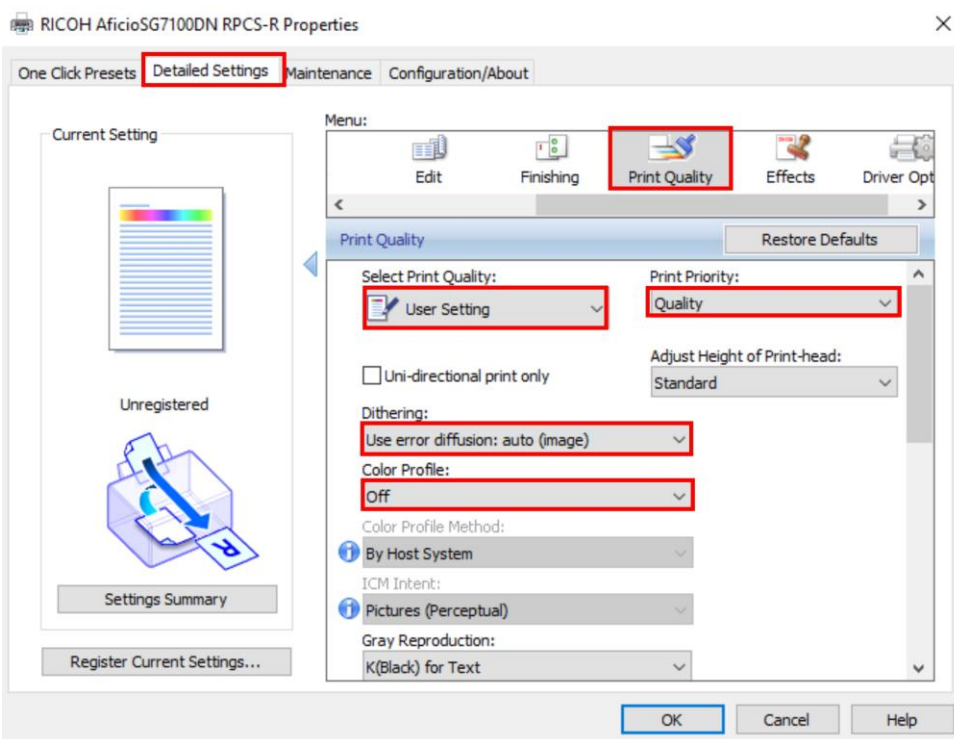 RICOH AficioSG7100DN RPCS-R Properties
One Click Presets Detailed Settings Maintenance Configuration/About
Current Setting
Menu:
Edit Finishing Print Quality Effects Driver Opt
Print Quality Restore Defaults
Select Print Quality: Print Priority:
User Setting Quality
Uni-directional print only Adjust Height of Print-head:
Standard
Unregistered
Dithering:
Use error diffusion: auto (image)
Color Profile:
Off
Color Profile Method:
By Host System
ICM Intent:
Pictures (Perceptual)
Gray Reproduction:
K(Black) for Text
R
Settings Summary
Register Current Settings...
OK Cancel Help